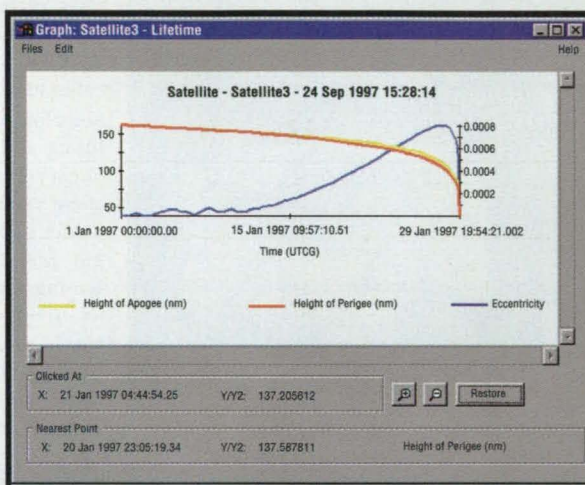 Graph: Satellite3 - Lifetime
Files Edit Help
Satellite - Satellite3 - 24 Sep 1997 15:28:14
150
100
50
0.0008
0.0006
0.0004
0.0002
1 Jan 1997 00:00:00.00 15 Jan 1997 09:57:10.51 29 Jan 1997 19:54:21.002
Time (UTCG)
Height of Apogee (nm) Height of Perigee (nm) Eccentricity
Clicked At
X: 21 Jan 1997 04:44:54.25 Y/Y2: 137.205612
Restore
Nearest Point
X: 20 Jan 1997 23:05:19.34 Y/Y2: 137.587811 Height of Perigee (nm)